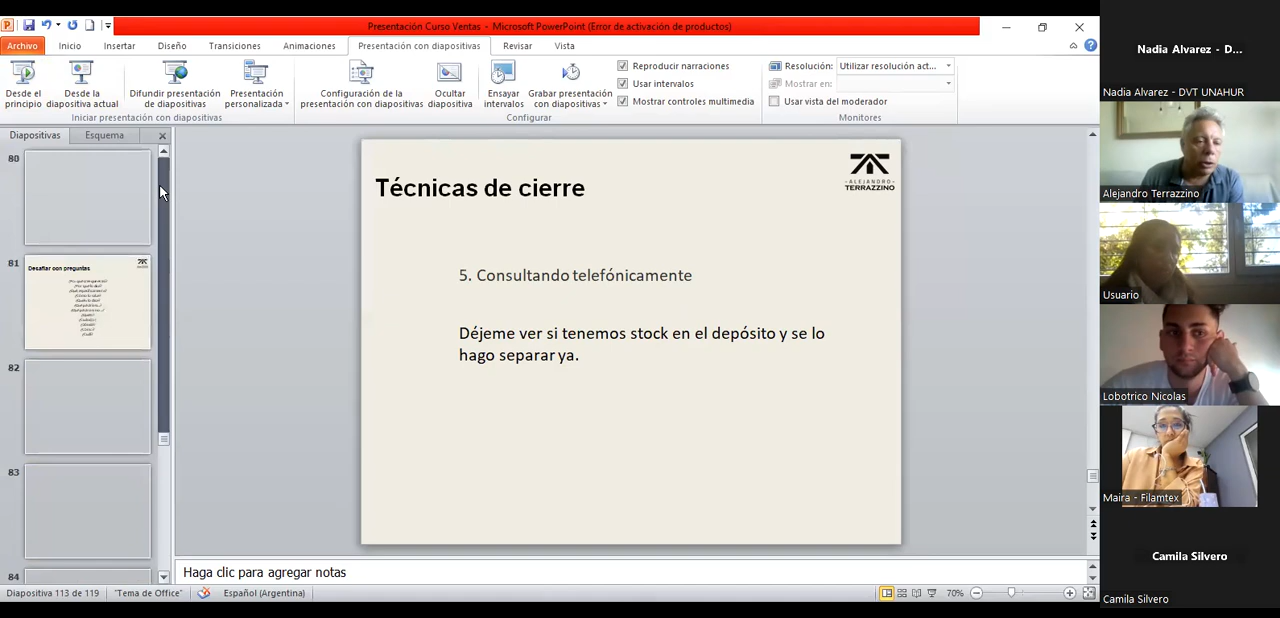 Presentación Curso Ventas - Microsoft PowerPoint (Error de activación de productos)
Archivo Inicio Insertar Diseño Transiciones Animaciones Presentación con diapositivas Revisar Vista
Desde el principio
Desde la diapositiva actual
Difundir presentación de diapositivas
Presentación personalizada
Iniciar presentación con diapositivas
Configuración de la presentación con diapositivas
Ocultar diapositiva
Ensayar intervalos
Grabar presentación con diapositivas
Reproducir narraciones
Usar intervalos
Mostrar controles multimedia
Configurar
Resolución: Utilizar resolución act...
Mostrar en:
Usar vista del moderador
Monitores
Diapositivas Esquema
80
81
Desafiar con preguntas
82
83
84
Técnicas de cierre
ALEJANDRO
TERRAZZINO
5. Consultando telefónicamente
Déjeme ver si tenemos stock en el depósito y se lo
hago separar ya.
Haga clic para agregar notas
Diapositiva 113 de 119 "Tema de Office" Español (Argentina) 70%
Nadia Alvarez - D...
Nadia Alvarez - DVT UNAHUR
Alejandro Terrazzino
Usuario
Lobotrico Nicolas
Maira - Filamtex
Camila Silvero
Camila Silvero